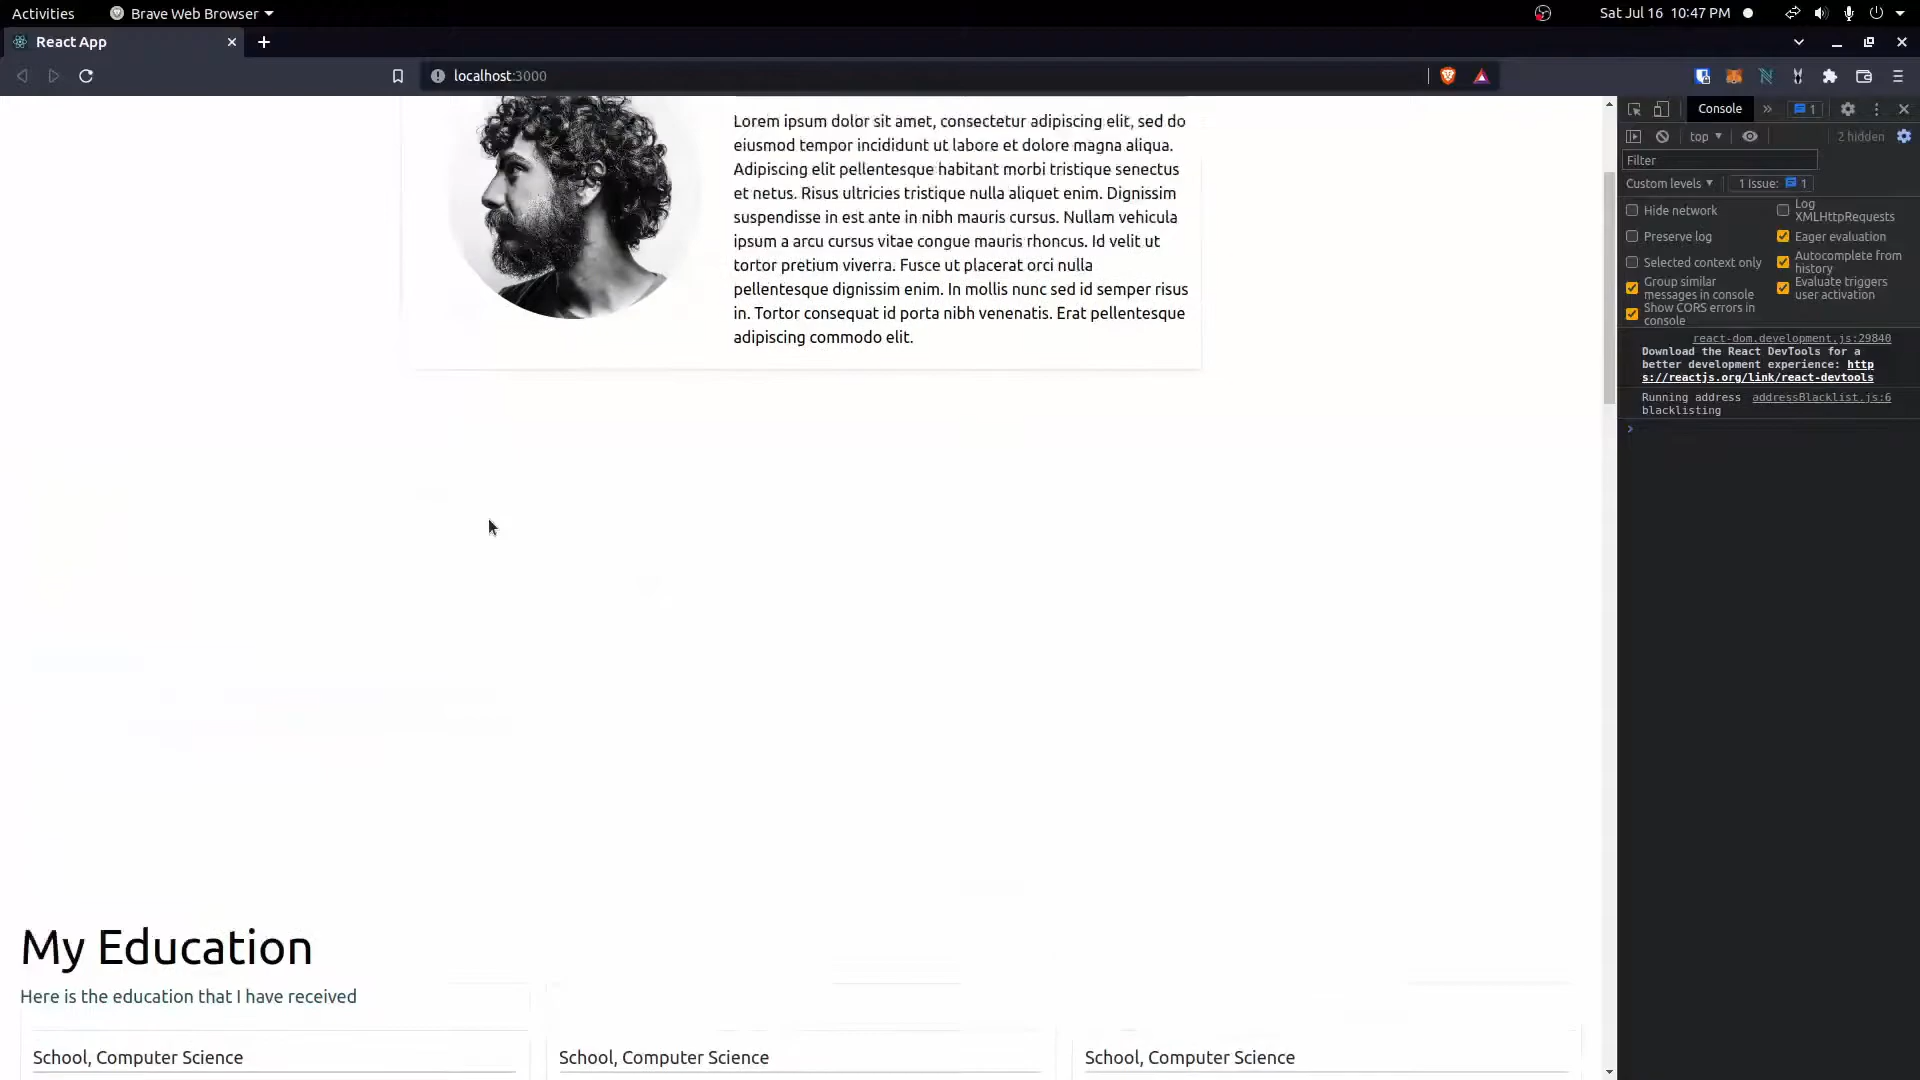 Activities
Brave Web Browser
Sat Jul 16 10:47 PM
React App
localhost:3000
Lorem ipsum dolor sit amet, consectetur adipiscing elit, sed do
eiusmod tempor incididunt ut labore et dolore magna aliqua.
Adipiscing elit pellentesque habitant morbi tristique senectus
et netus. Risus ultricies tristique nulla aliquet enim. Dignissim
suspendisse in est ante in nibh mauris cursus. Nullam vehicula
ipsum a arcu cursus vitae congue mauris rhoncus. Id velit ut
tortor pretium viverra. Fusce ut placerat orci nulla
pellentesque dignissim enim. In mollis nunc sed id semper risus
in. Tortor consequat id porta nibh venenatis. Erat pellentesque
adipiscing commodo elit.
My Education
Here is the education that I have received
School, Computer Science
School, Computer Science
School, Computer Science
Console
1
top
2 hidden
Filter
Custom levels
1 Issue: 1
Hide network
Log
XMLHttpRequests
Preserve log
Eager evaluation
Selected context only
Autocomplete from
history
Group similar
messages in console
Evaluate triggers
user activation
Show CORS errors in
console
react-dom.development.js:29840
Download the React DevTools for a
better development experience: http
s://reactjs.org/link/react-devtools
Running address addressBlacklist.js:6
blacklisting